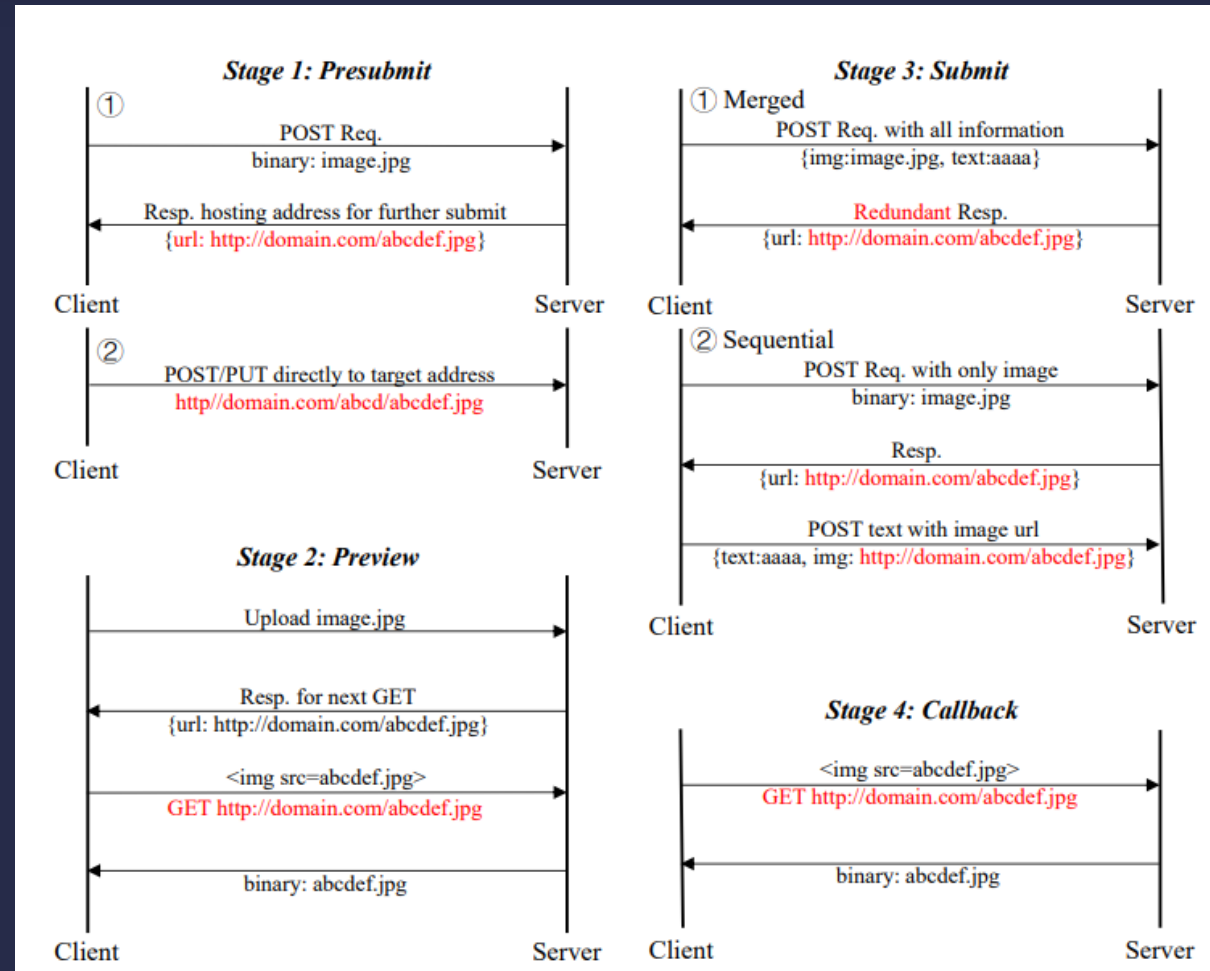 Stage 1: Presubmit
①
POST Req.
binary: image.jpg
Resp. hosting address for further submit
{url: http://domain.com/abcdef.jpg}
Client Server
②
POST/PUT directly to target address
http//domain.com/abcd/abcdef.jpg
Client Server
Stage 2: Preview
Upload image.jpg
Resp. for next GET
{url: http://domain.com/abcdef.jpg}
<img src=abcdef.jpg>
GET http://domain.com/abcdef.jpg
binary: abcdef.jpg
Client Server
Stage 3: Submit
① Merged
POST Req. with all information
{img:image.jpg, text:aaaa}
Redundant Resp.
{url: http://domain.com/abcdef.jpg}
Client Server
② Sequential
POST Req. with only image
binary: image.jpg
Resp.
{url: http://domain.com/abcdef.jpg}
POST text with image url
{text:aaaa, img: http://domain.com/abcdef.jpg}
Client Server
Stage 4: Callback
<img src=abcdef.jpg>
GET http://domain.com/abcdef.jpg
binary: abcdef.jpg
Client Server